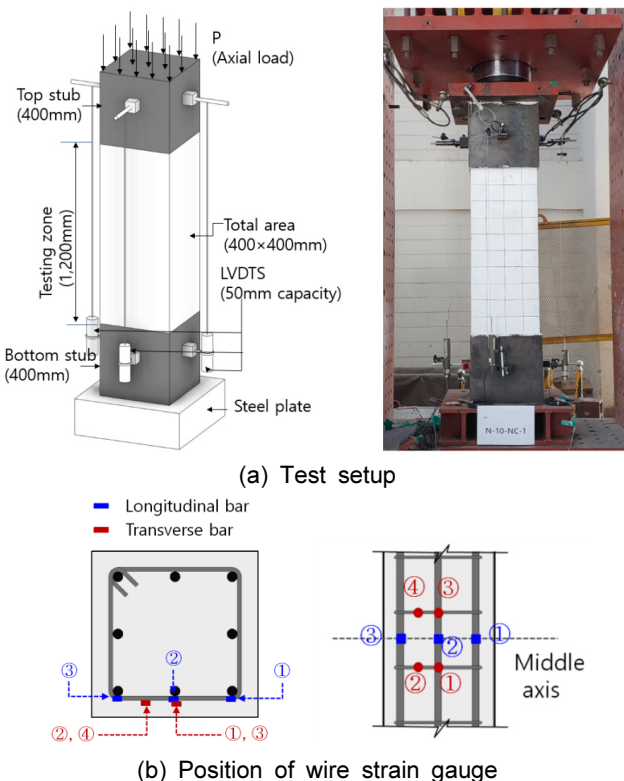 P
(Axial load)
Top stub
(400mm)
Testing zone
(1,200mm)
Total area
(400×400mm)
LVDTS
(50mm capacity)
Bottom stub
(400mm)
Steel plate
N-10-NC-1
(a) Test setup
Longitudinal bar
Transverse bar
③
②
①
②, ④
①, ③
④
③
③
②
①
②
①
Middle
axis
(b) Position of wire strain gauge